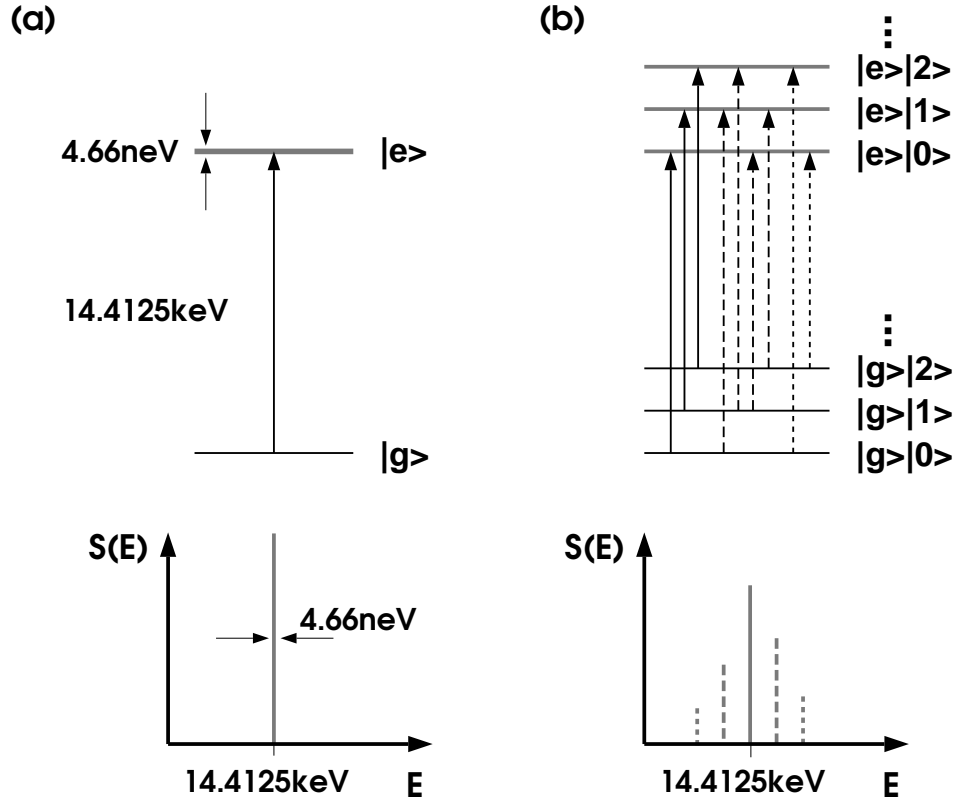 (a)
4.66neV
|e>
14.4125keV
|g>
S(E)
4.66neV
14.4125keV
E
(b)
|e>|2>
|e>|1>
|e>|0>
|g>|2>
|g>|1>
|g>|0>
S(E)
14.4125keV
E